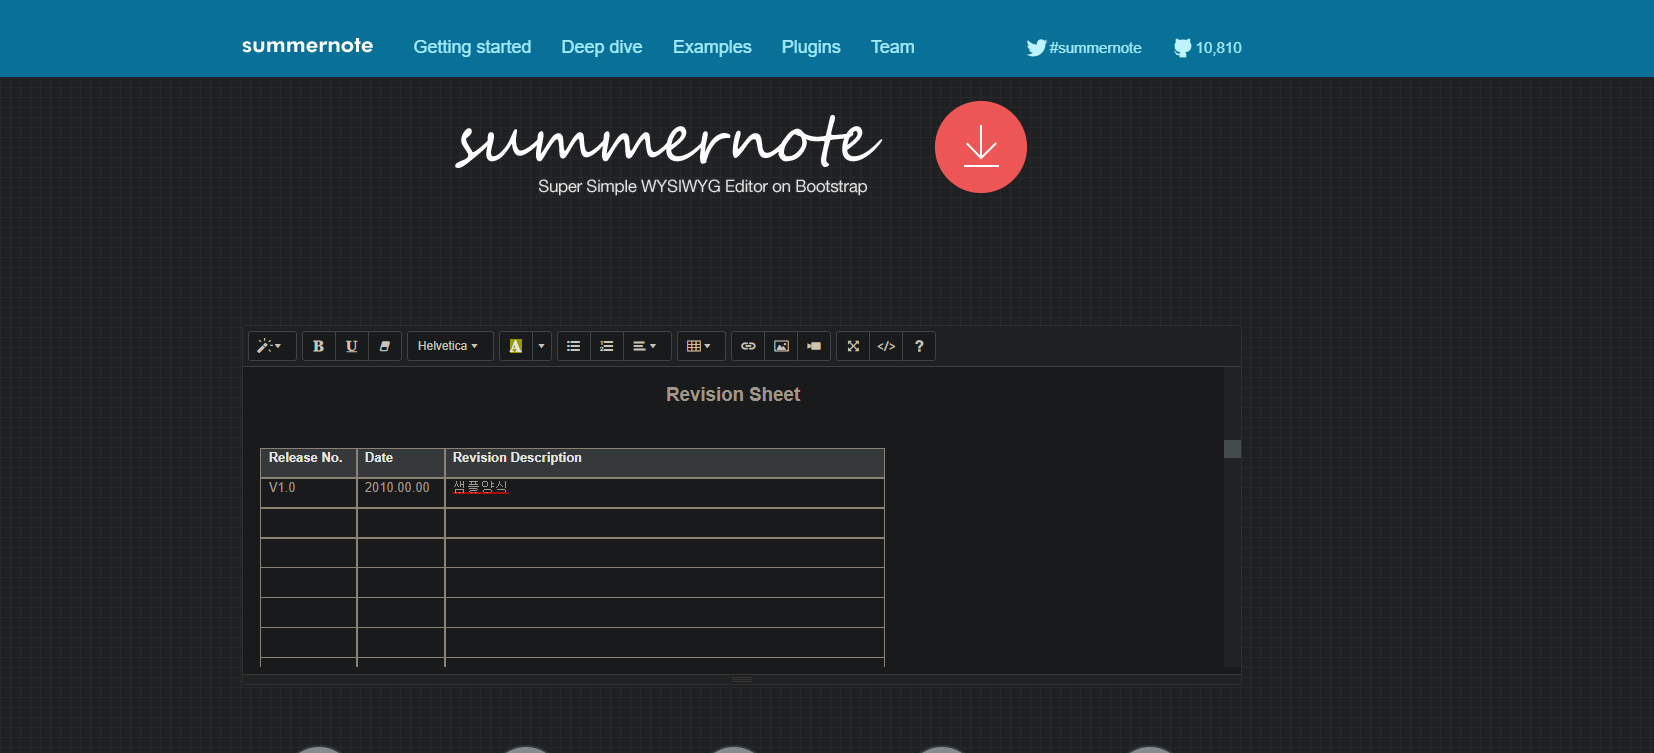 summernote Getting started Deep dive Examples Plugins Team #summernote 10,810
summernote
Super Simple WYSIWYG Editor on Bootstrap
B U Helvetica A </> ?
Revision Sheet
Release No. Date Revision Description
V1.0 2010.00.00 샘플양식